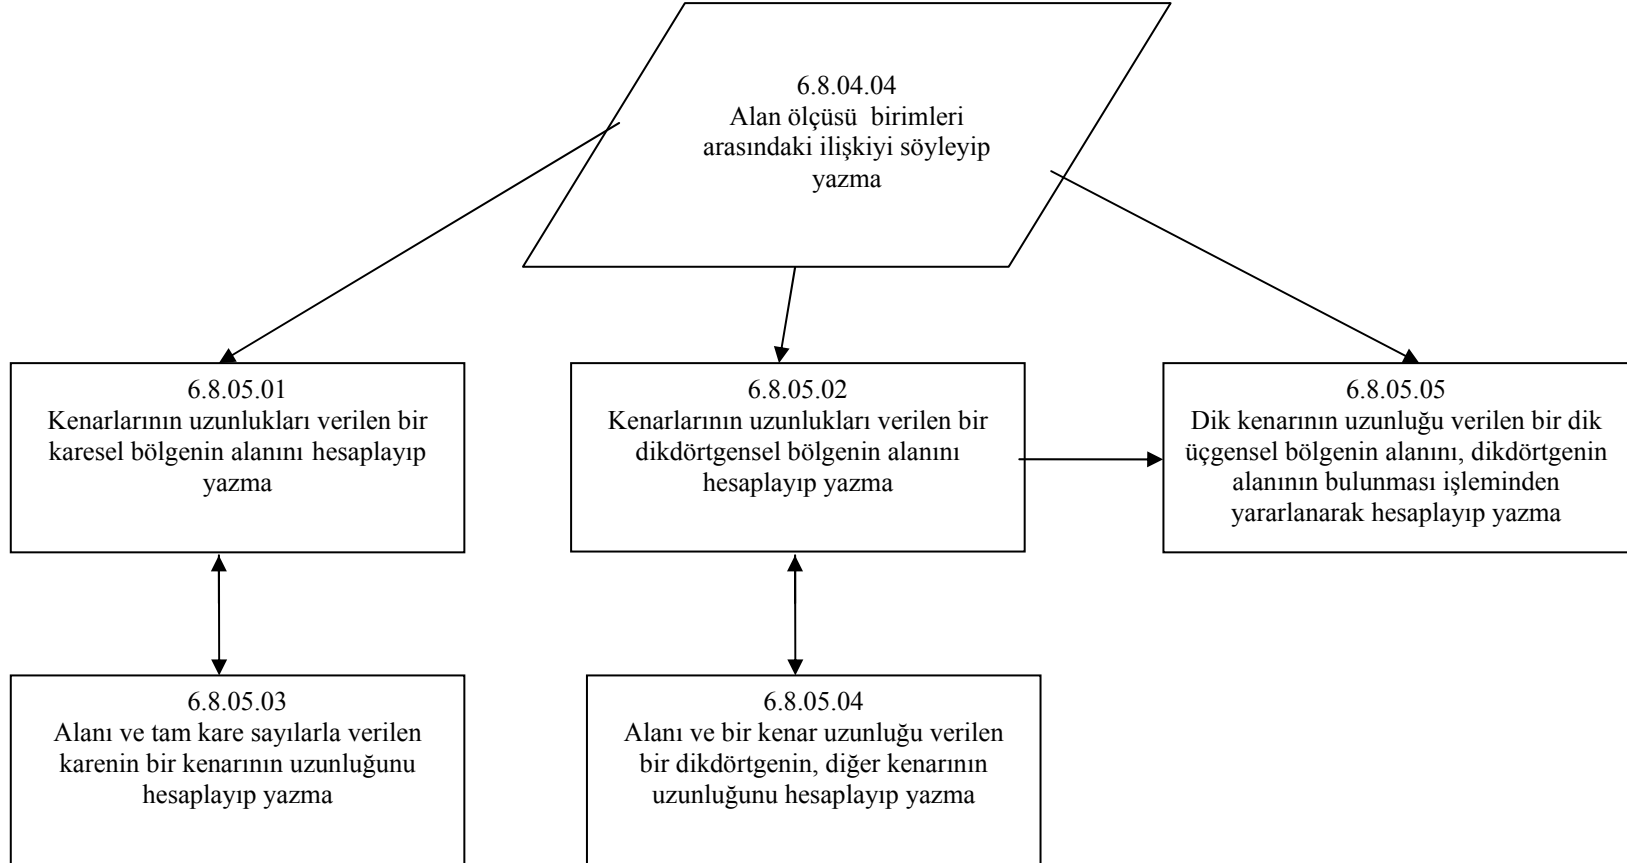 6.8.04.04
Alan ölçüsü birimleri
arasındaki ilişkiyi söyleyip
yazma
6.8.05.01
Kenarlarının uzunlukları verilen bir
karesel bölgenin alanını hesaplayıp
yazma
6.8.05.02
Kenarlarının uzunlukları verilen bir
dikdörtgensel bölgenin alanını
hesaplayıp yazma
6.8.05.05
Dik kenarının uzunluğu verilen bir dik
üçgensel bölgenin alanını, dikdörtgenin
alanının bulunması işleminden
yararlanarak hesaplayıp yazma
6.8.05.03
Alanı ve tam kare sayılarla verilen
karenin bir kenarının uzunluğunu
hesaplayıp yazma
6.8.05.04
Alanı ve bir kenar uzunluğu verilen
bir dikdörtgenin, diğer kenarının
uzunluğunu hesaplayıp yazma